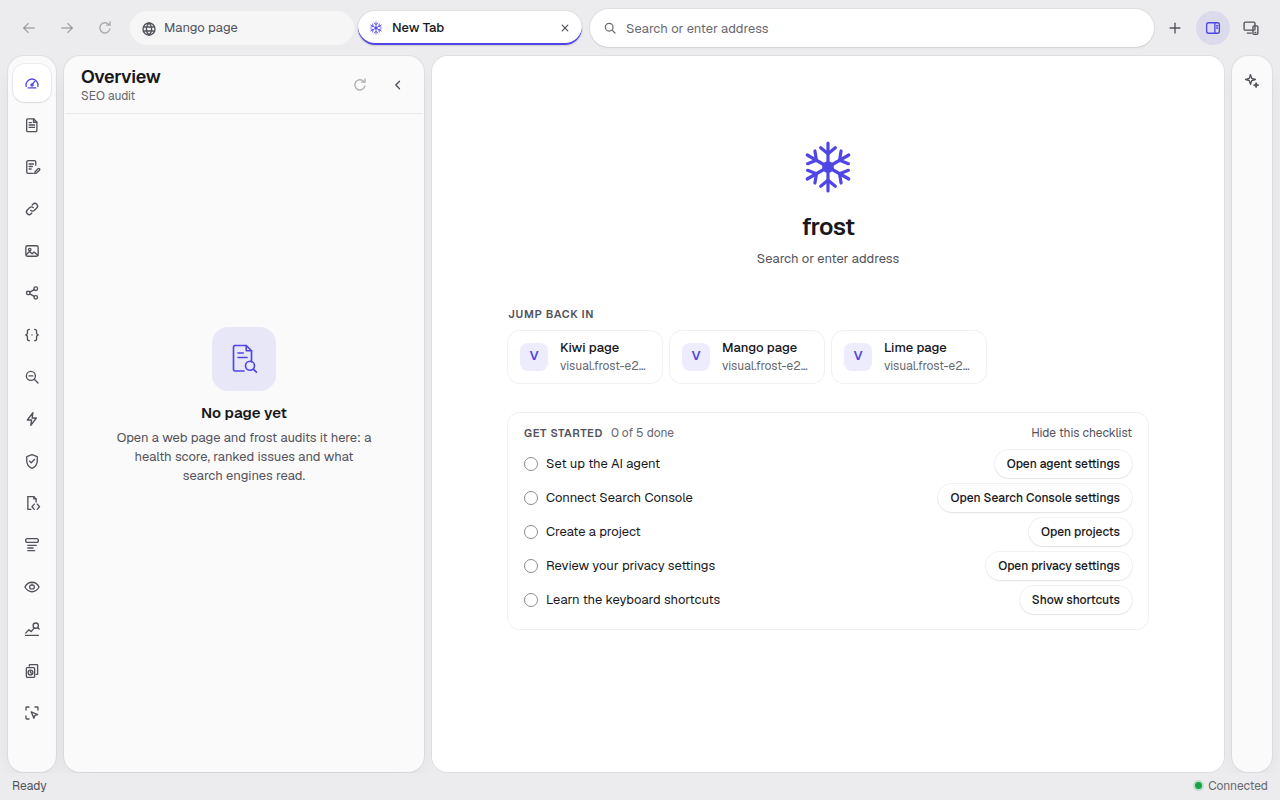 Mango page
New Tab
Search or enter address
Overview
SEO audit
No page yet
Open a web page and frost audits it here: a
health score, ranked issues and what
search engines read.
frost
Search or enter address
JUMP BACK IN
V
Kiwi page
visual.frost-e2…
V
Mango page
visual.frost-e2…
V
Lime page
visual.frost-e2…
GET STARTED 0 of 5 done
Hide this checklist
Set up the AI agent
Open agent settings
Connect Search Console
Open Search Console settings
Create a project
Open projects
Review your privacy settings
Open privacy settings
Learn the keyboard shortcuts
Show shortcuts
Ready
Connected